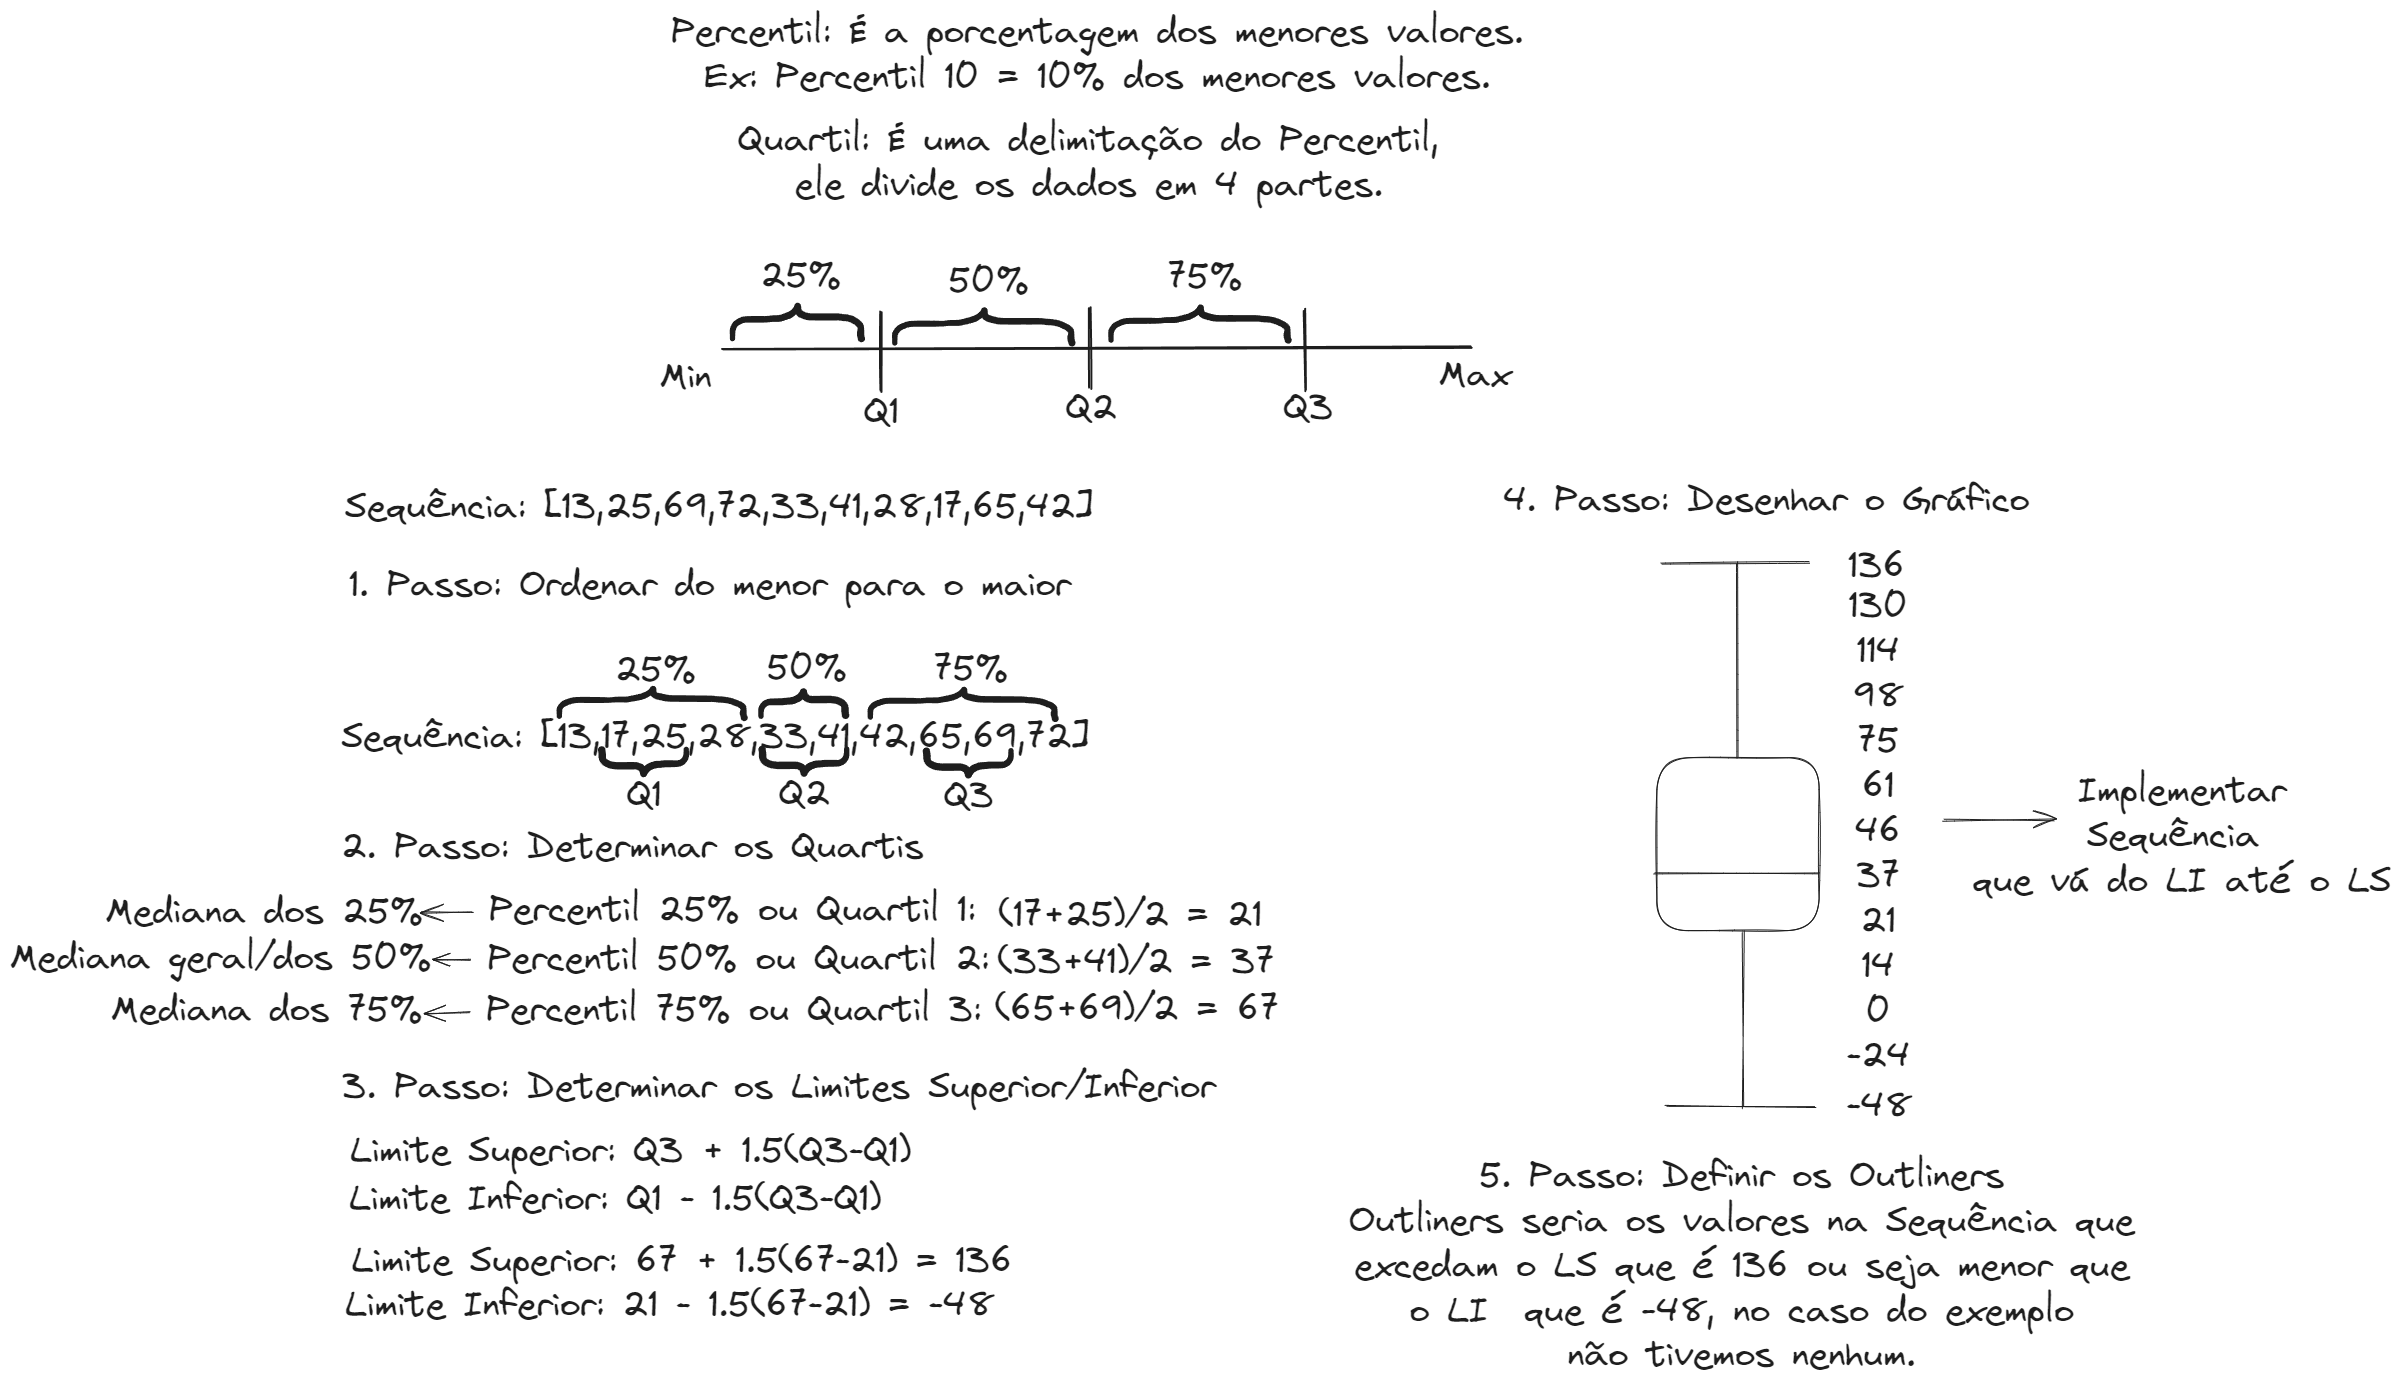 Percentil: É a porcentagem dos menores valores.
Ex: Percentil 10 = 10% dos menores valores.
Quartil: É uma delimitação do Percentil,
ele divide os dados em 4 partes.
25% 50% 75%
Min Max
Q1 Q2 Q3
Sequência: [13,25,69,72,33,41,28,17,65,42]
1. Passo: Ordenar do menor para o maior
25% 50% 75%
Sequência: [13,17,25,28,33,41,42,65,69,72]
Q1 Q2 Q3
2. Passo: Determinar os Quartis
Mediana dos 25% Percentil 25% ou Quartil 1: (17+25)/2 = 21
Mediana geral/dos 50% Percentil 50% ou Quartil 2: (33+41)/2 = 37
Mediana dos 75% Percentil 75% ou Quartil 3: (65+69)/2 = 67
3. Passo: Determinar os Limites Superior/Inferior
Limite Superior: Q3 + 1.5(Q3-Q1)
Limite Inferior: Q1 - 1.5(Q3-Q1)
Limite Superior: 67 + 1.5(67-21) = 136
Limite Inferior: 21 - 1.5(67-21) = -48
4. Passo: Desenhar o Gráfico
136
130
114
98
75
61
46
37
21
14
0
-24
-48
Implementar
Sequência
que vá do LI até o LS
5. Passo: Definir os Outliners
Outliners seria os valores na Sequência que
excedam o LS que é 136 ou seja menor que
o LI que é -48, no caso do exemplo
não tivemos nenhum.